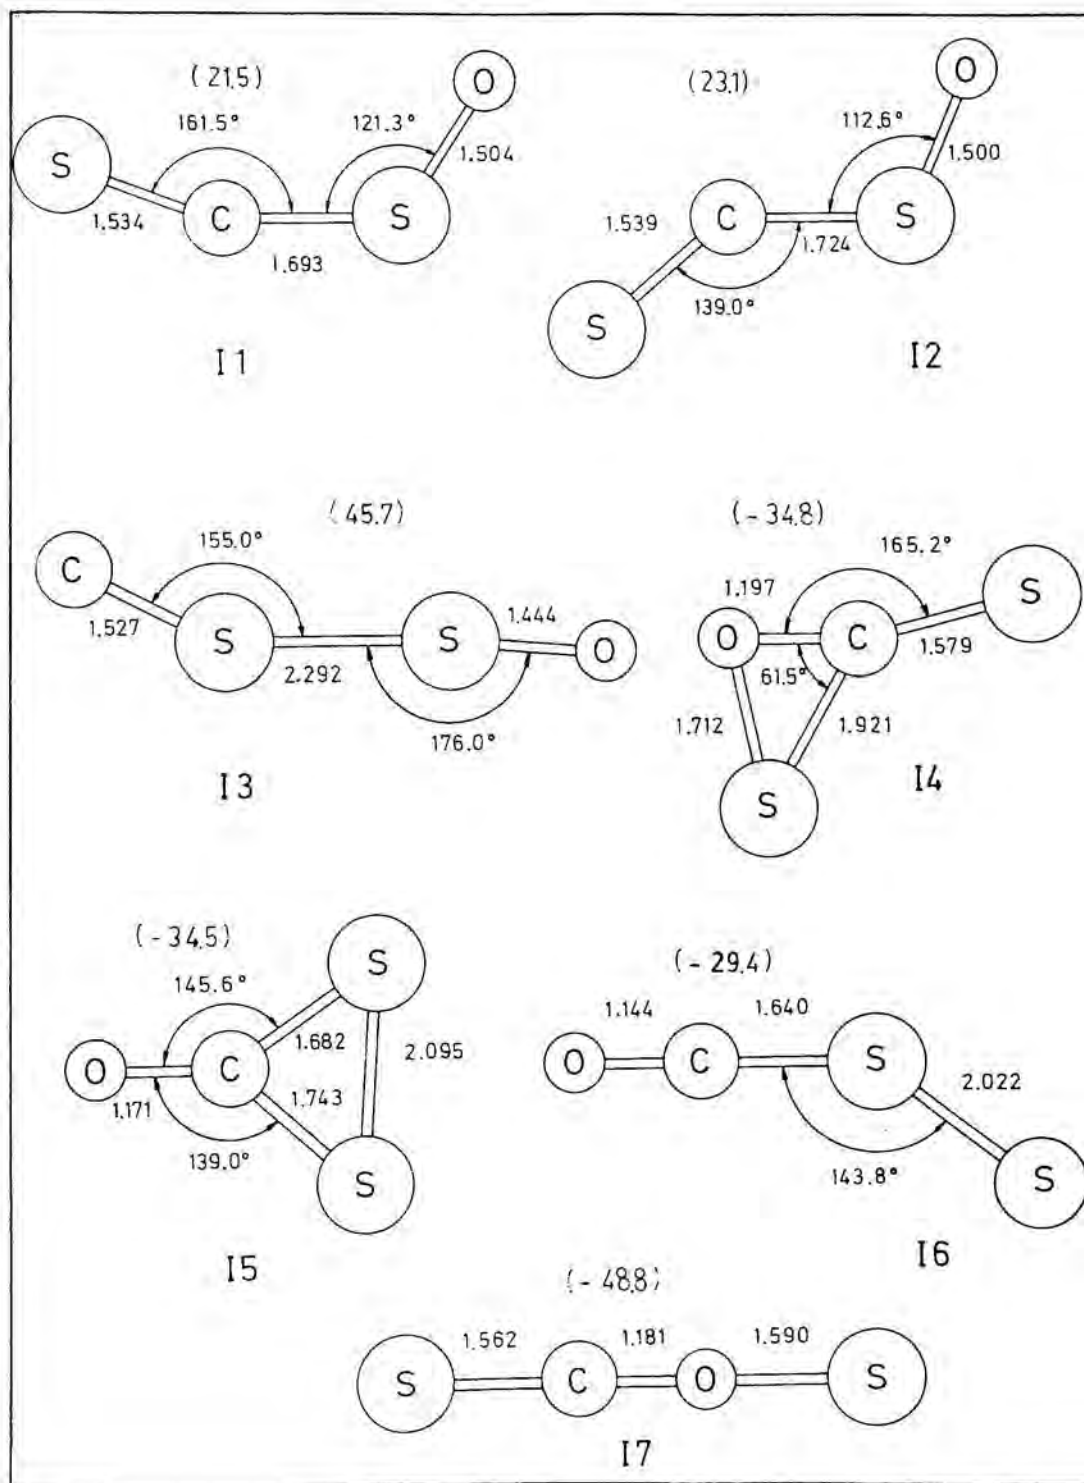 (21.5)
161.5°
121.3°
O
S
1.534
C
1.693
S
1.504
I1
(23.1)
112.6°
O
1.539
C
1.724
S
1.500
139.0°
S
I2
(45.7)
C
155.0°
1.527
S
2.292
S
1.444
O
176.0°
I3
(-34.8)
165.2°
1.197
S
O
C
1.579
61.5°
1.712
1.921
S
I4
(-34.5)
145.6°
S
1.682
2.095
O
C
1.171
1.743
139.0°
S
I5
(-29.4)
1.144
1.640
O
C
S
2.022
143.8°
S
I6
(-48.8)
1.562
1.181
1.590
S
C
O
S
I7